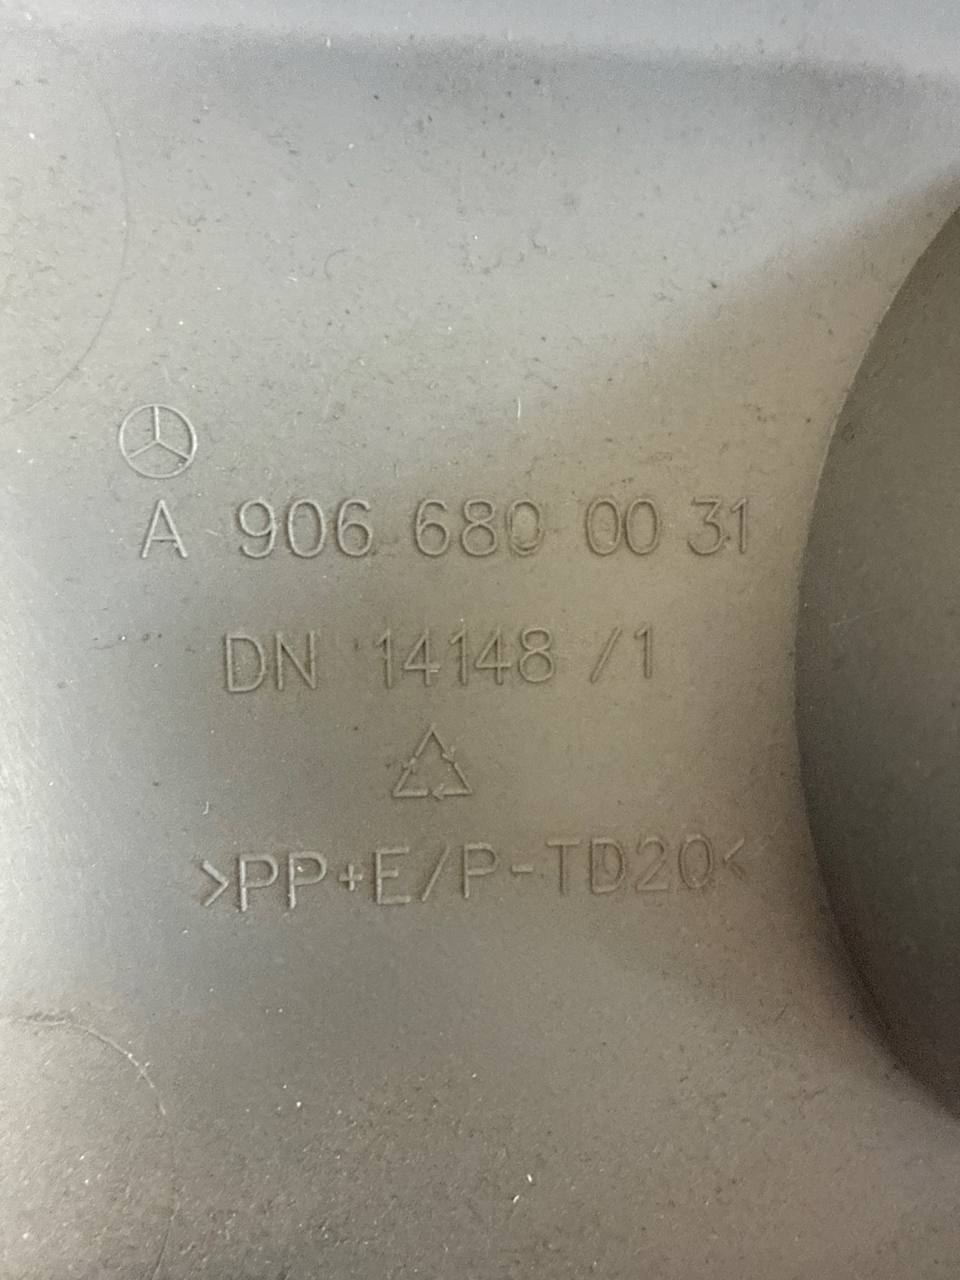 A 906 680 00 31
DN 14148 /1
>PP+E/P-TD20<